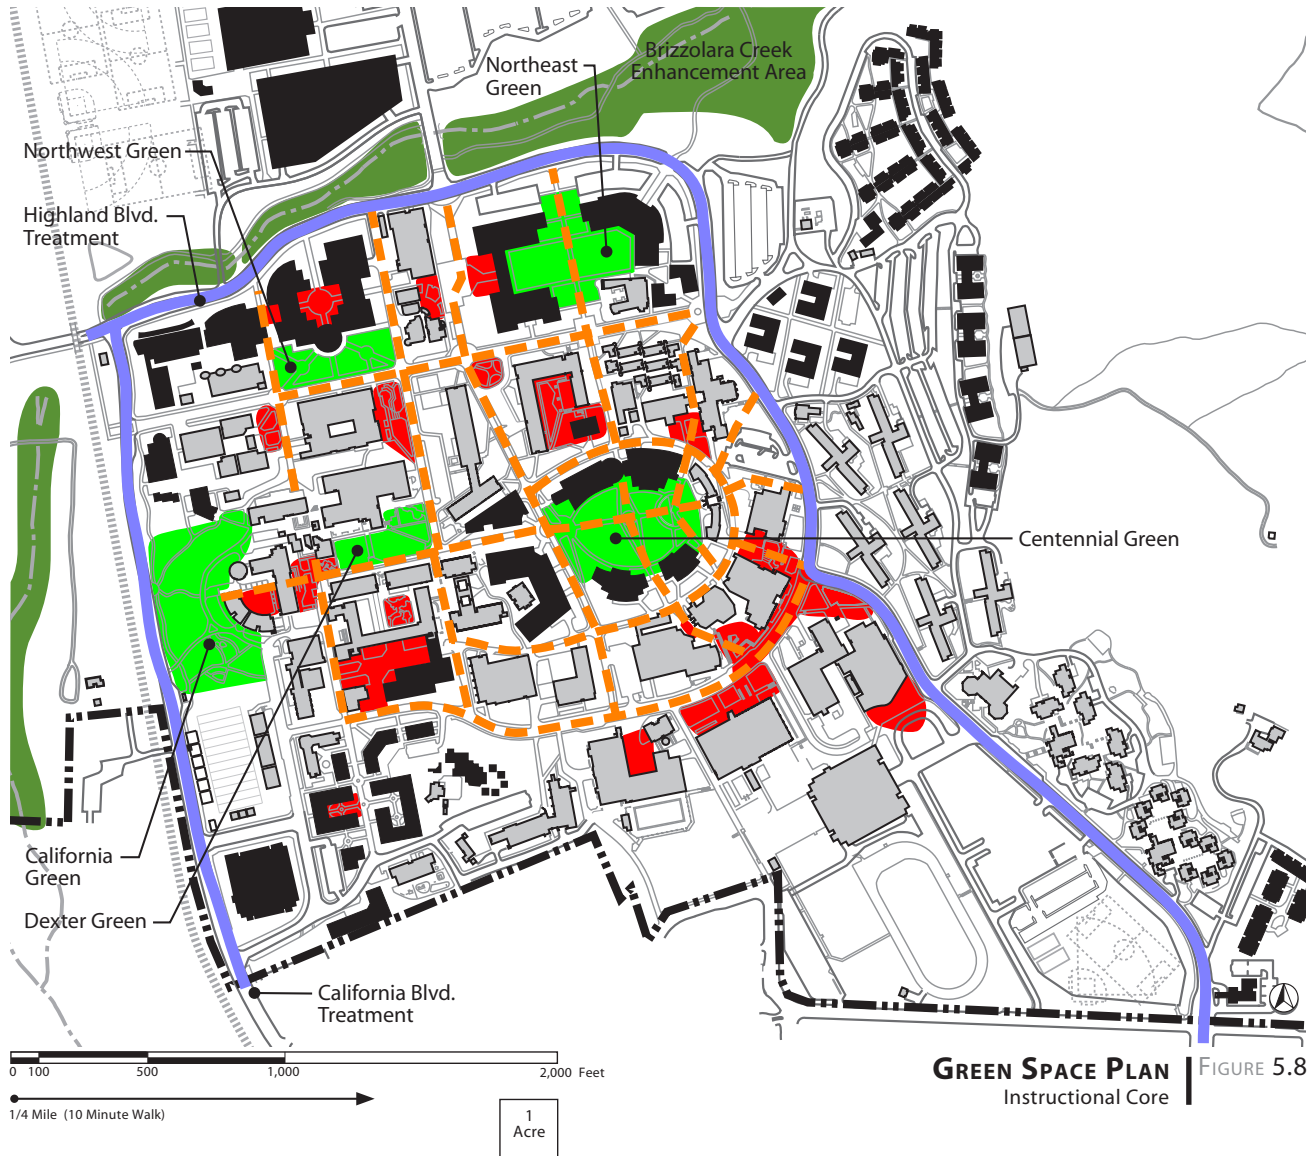 Brizzolara Creek
Enhancement Area
Northeast
Green
Northwest Green
Highland Blvd.
Treatment
Centennial Green
California
Green
Dexter Green
California Blvd.
Treatment
0 100 500 1,000 2,000 Feet
1/4 Mile (10 Minute Walk)
1
Acre
GREEN SPACE PLAN
Instructional Core
FIGURE 5.8